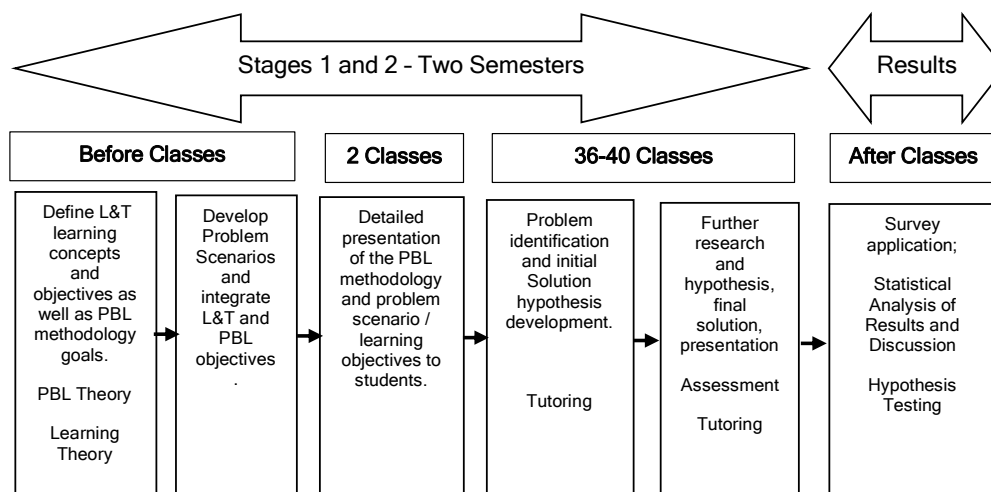 Stages 1 and 2 – Two Semesters
Results
Before Classes
2 Classes
36-40 Classes
After Classes
Define L&T
learning
concepts
and
objectives as
well as PBL
methodology
goals.
PBL Theory
Learning
Theory
Develop
Problem
Scenarios
and
integrate
L&T and
PBL
objectives
.
Detailed
presentation
of the PBL
methodology
and problem
scenario /
learning
objectives to
students.
Problem
identification
and initial
Solution
hypothesis
development.
Tutoring
Further
research
and
hypothesis,
final
solution,
presentation
Assessment
Tutoring
Survey
application;
Statistical
Analysis of
Results and
Discussion
Hypothesis
Testing